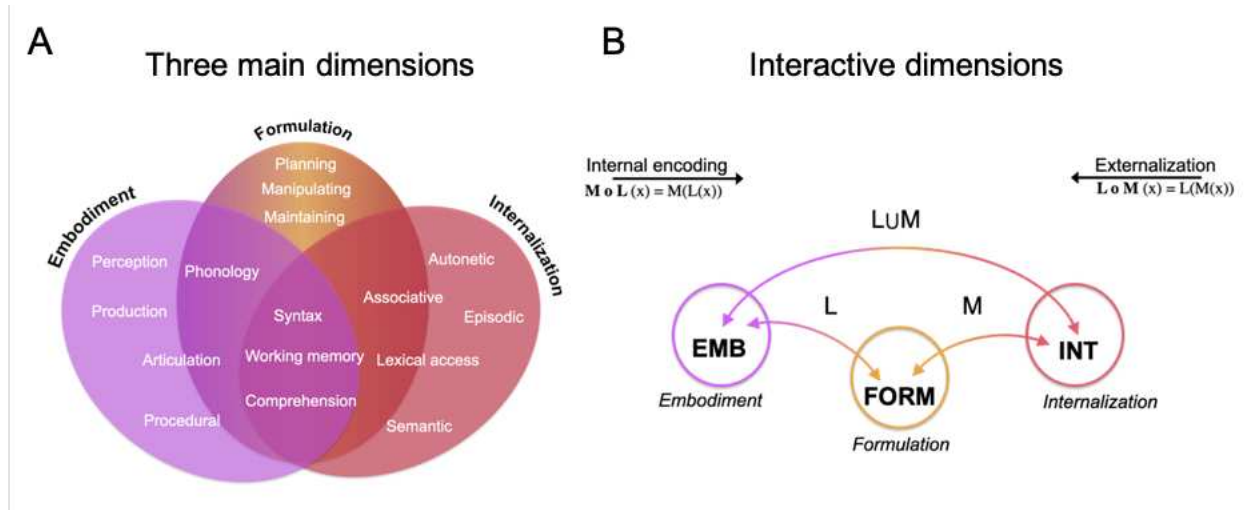 A
Three main dimensions
Formulation
Planning
Manipulating
Maintaining
Embodiment
Internalization
Perception
Phonology
Autonetic
Production
Syntax
Associative
Episodic
Articulation
Working memory
Lexical access
Comprehension
Procedural
Semantic
B
Interactive dimensions
Internal encoding
M o L (x) = M(L(x))
Externalization
L o M (x) = L(M(x))
L∪M
L
M
EMB
INT
FORM
Embodiment
Internalization
Formulation